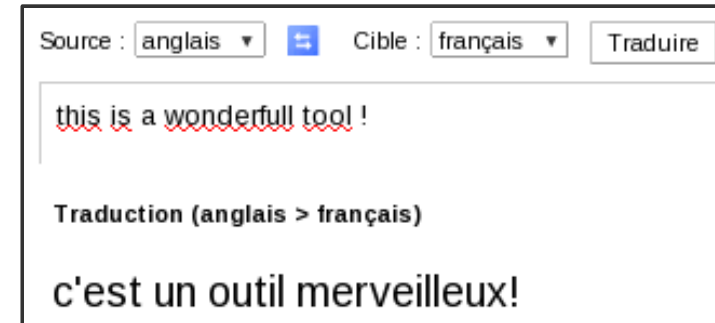 Source : anglais ▼ Cible : français ▼ Traduire
this is a wonderfull tool !
Traduction (anglais > français)
c'est un outil merveilleux!